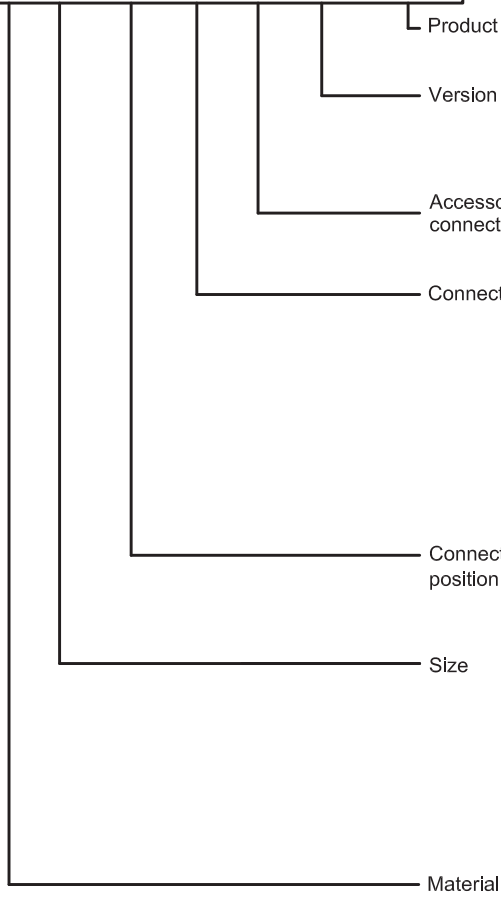 Product
Version
Accesso
connect
Connect
Connect
position
Size
Material